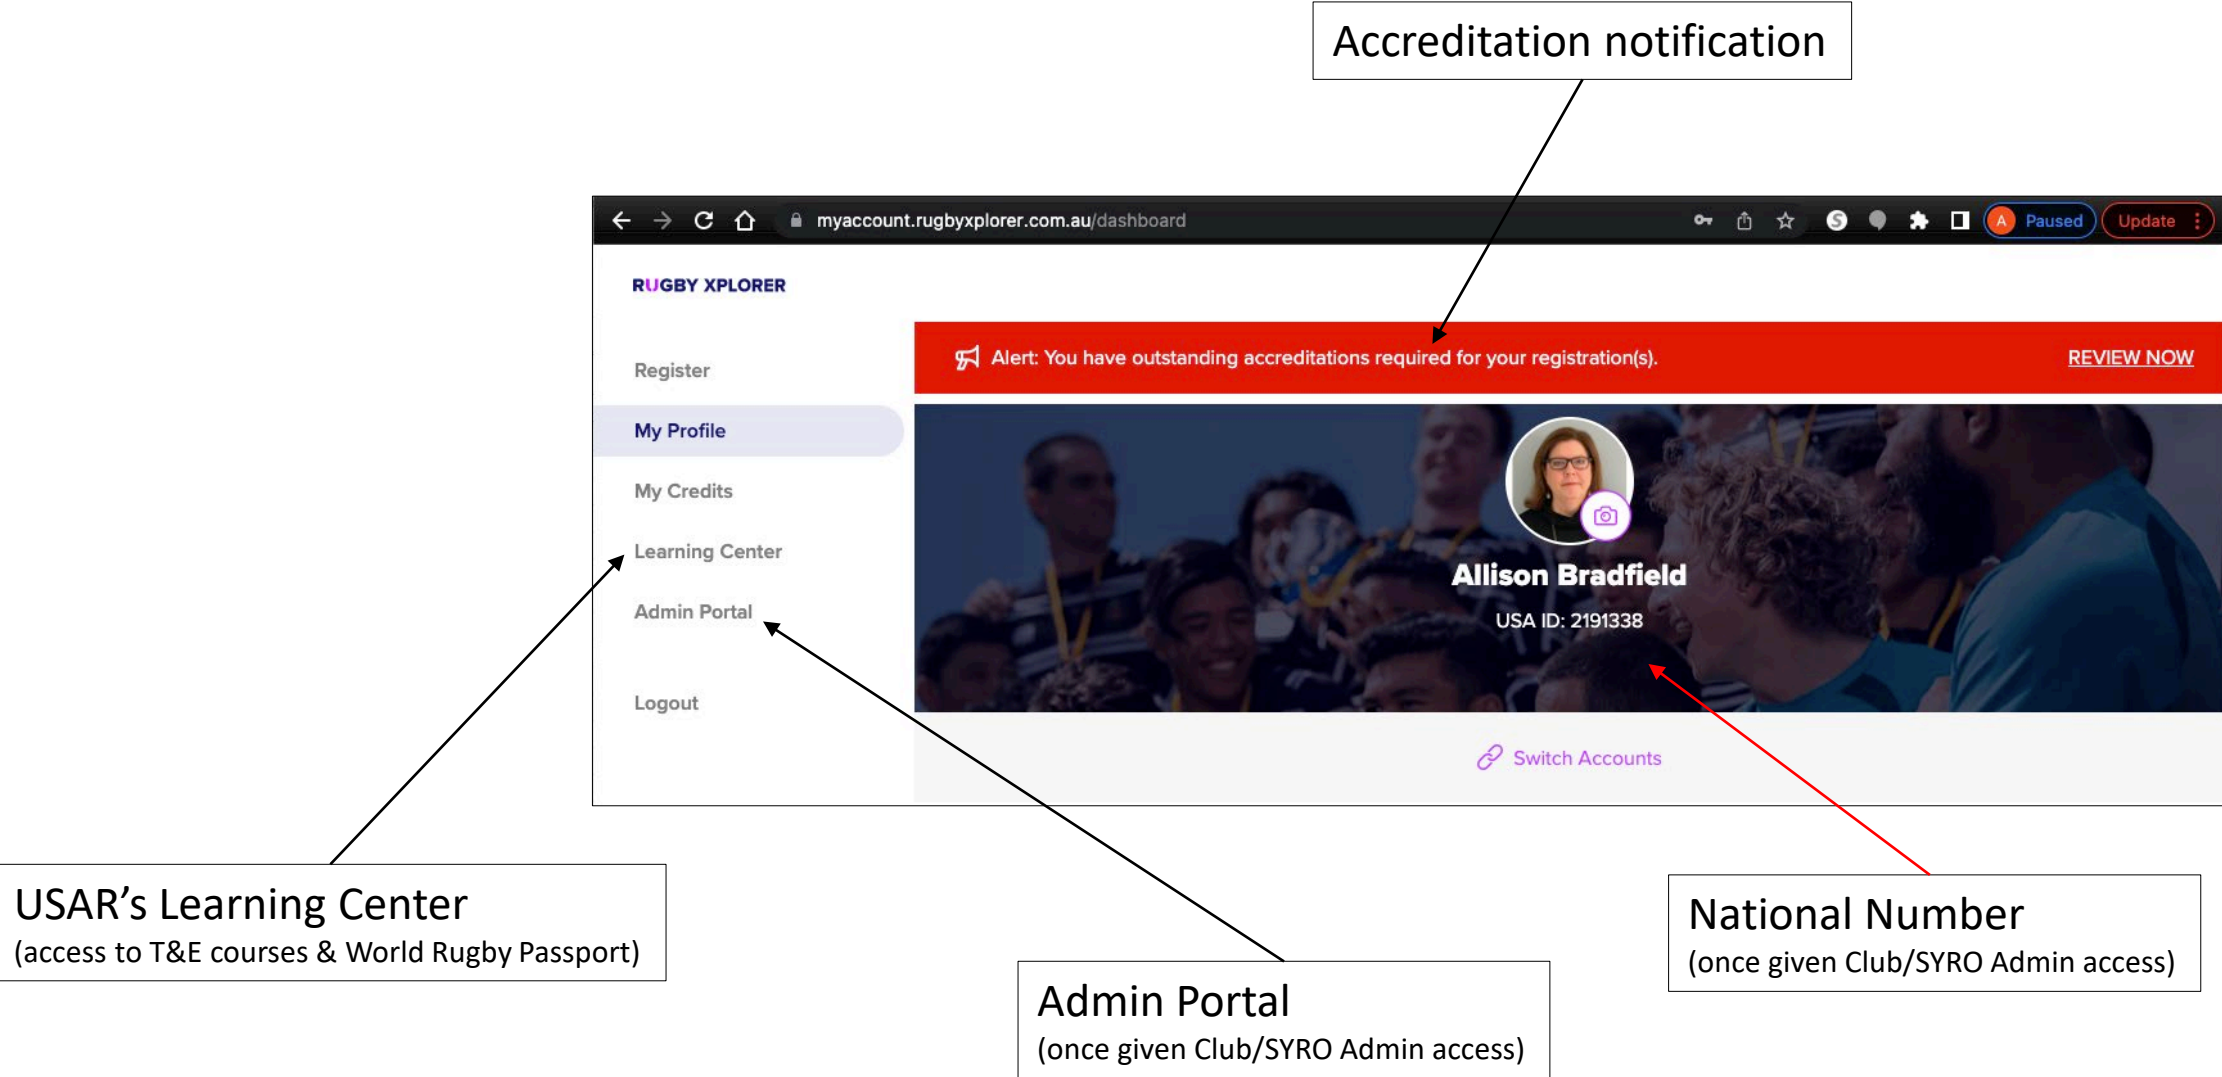 Accreditation notification
myaccount.rugbyxplorer.com.au/dashboard
S
A Paused
Update
RUGBY XPLORER
Alert: You have outstanding accreditations required for your registration(s).
REVIEW NOW
Register
My Profile
My Credits
Learning Center
Admin Portal
Logout
Allison Bradfield
USA ID: 2191338
Switch Accounts
USAR’s Learning Center
(access to T&E courses & World Rugby Passport)
National Number
(once given Club/SYRO Admin access)
Admin Portal
(once given Club/SYRO Admin access)